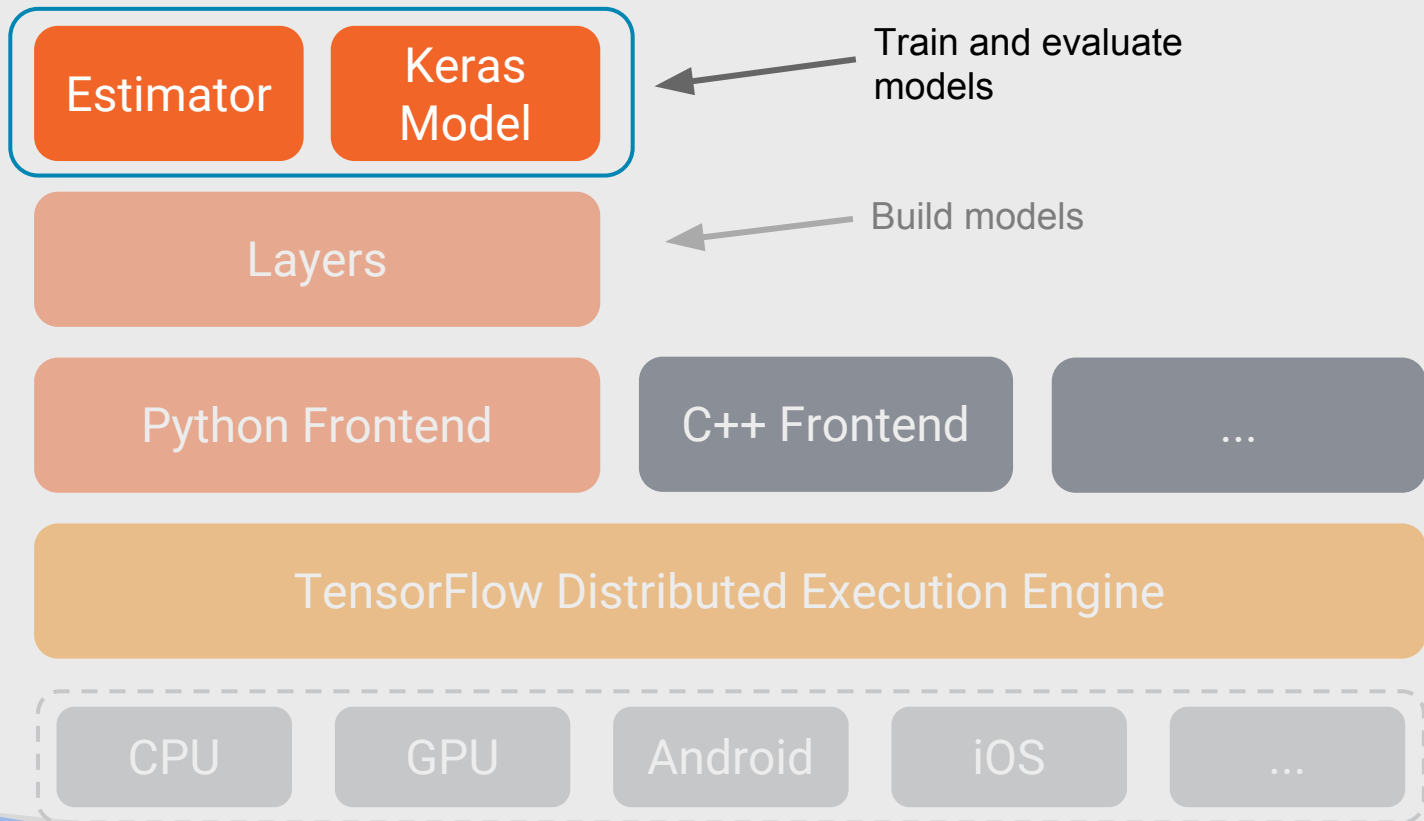 Estimator
Keras
Model
Train and evaluate
models
Layers
Build models
Python Frontend
C++ Frontend
...
TensorFlow Distributed Execution Engine
CPU
GPU
Android
iOS
...